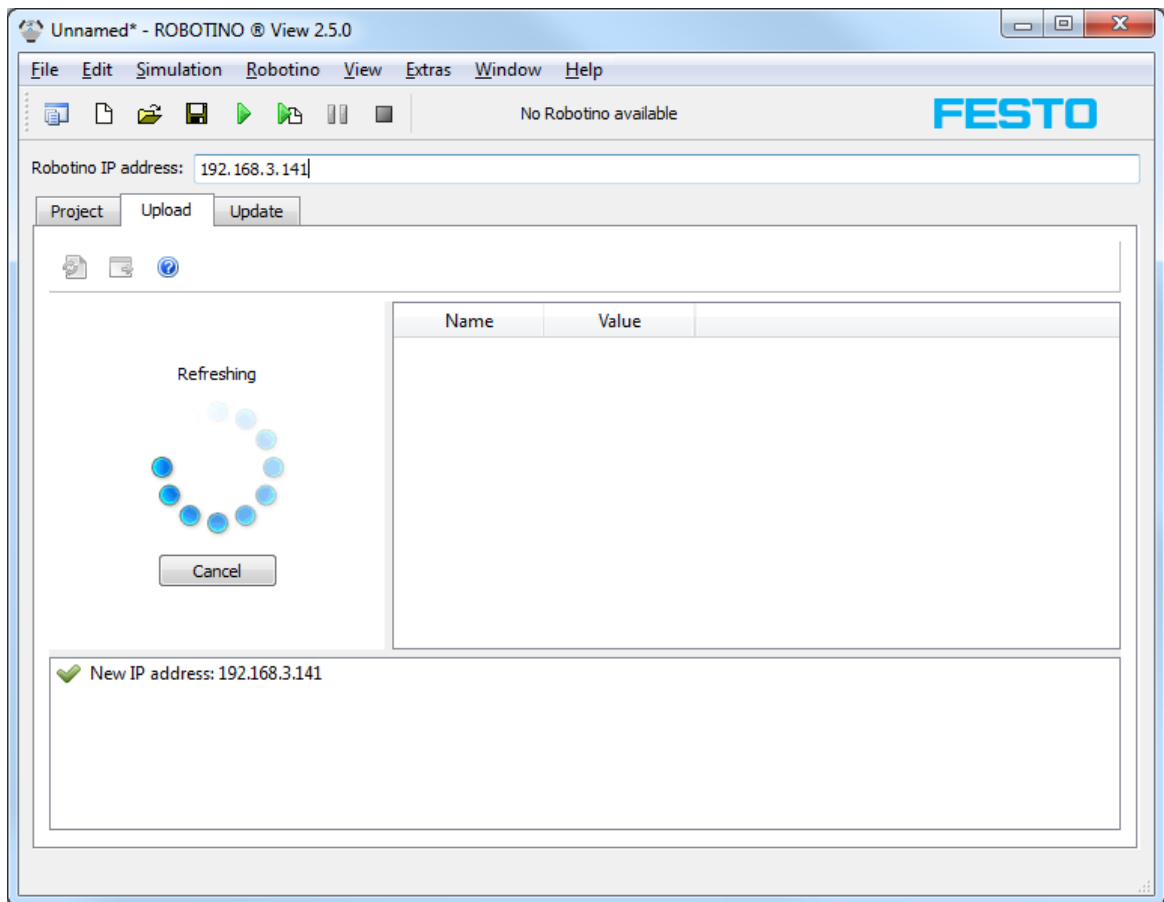 Unnamed* - ROBOTINO ® View 2.5.0
File Edit Simulation Robotino View Extras Window Help
No Robotino available
FESTO
Robotino IP address: 192.168.3.141
Project Upload Update
Name Value
Refreshing
Cancel
New IP address: 192.168.3.141